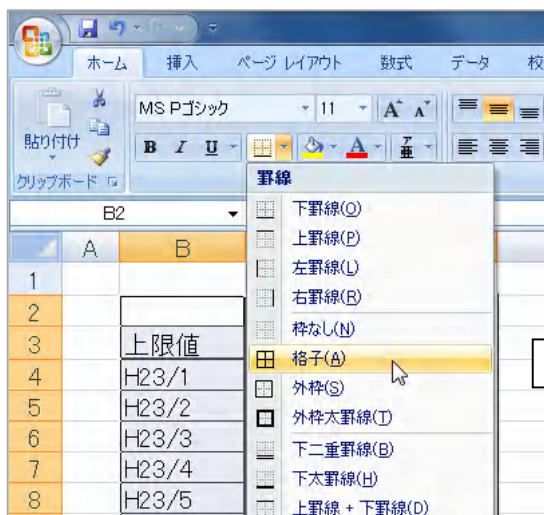 ホーム 挿入 ページ レイアウト 数式 データ 校
MS Pゴシック 11 A A
貼り付け B I U A ア亜
クリップボード
罫線
B2
下罫線(O)
上罫線(P)
左罫線(L)
右罫線(R)
枠なし(N)
格子(A)
外枠(S)
外枠太罫線(T)
下二重罫線(B)
下太罫線(H)
上罫線 + 下罫線(D)
A B
1
2
3 上限値
4 H23/1
5 H23/2
6 H23/3
7 H23/4
8 H23/5